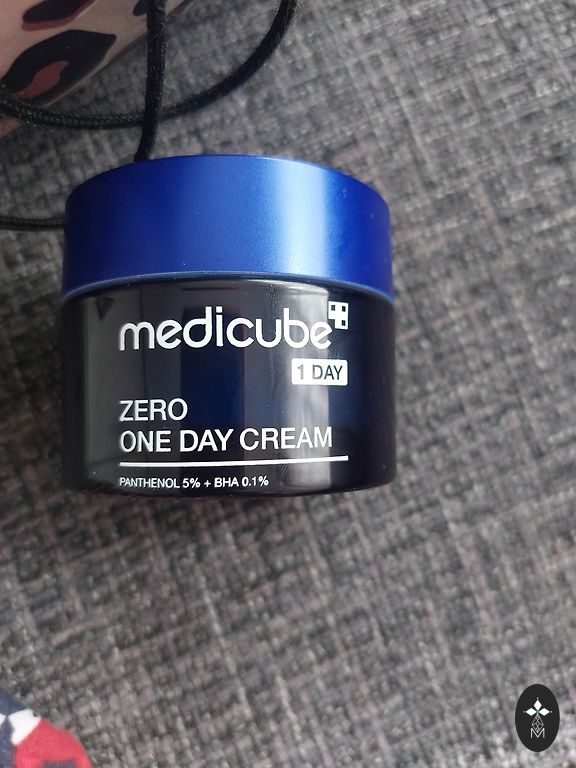 medicube
1 DAY
ZERO
ONE DAY CREAM
PANTHENOL 5% + BHA 0.1%
M